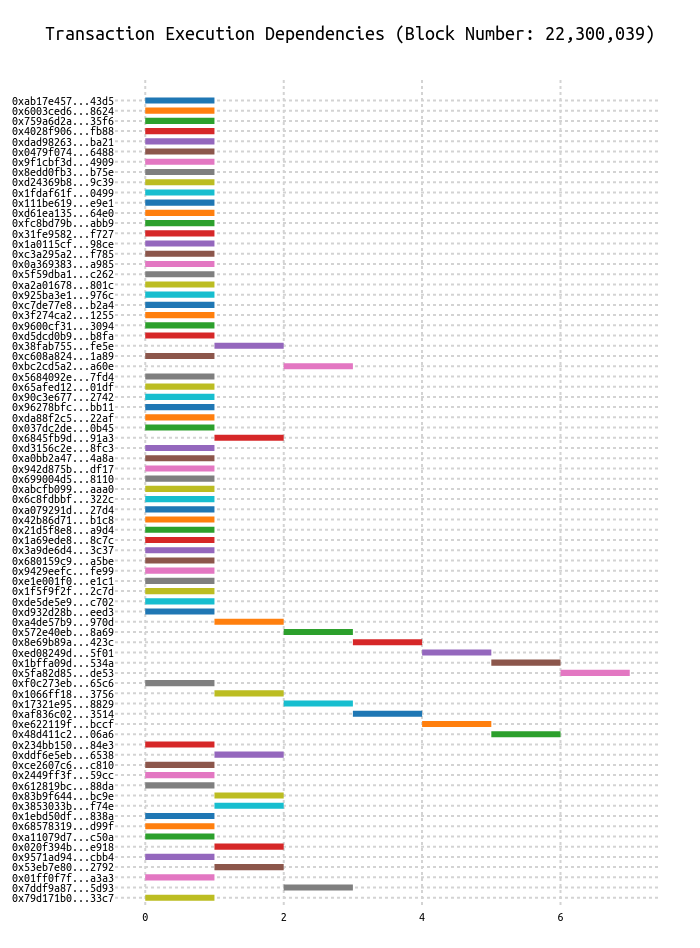 Transaction Execution Dependencies (Block Number: 22,300,039)
0xab17e457...43d5
0x6003ced6...8624
0x759a6d2a...35f6
0x4028f906...fb88
0xdad98263...ba21
0x0479f074...6488
0x9f1cbf3d...4909
0x8edd0fb3...b75e
0xd24369b8...9c39
0x1fdaf61f...0499
0x111be619...e9e1
0xd61ea135...64e0
0xfc8bd79b...abb9
0x31fe9582...f727
0x1a0115cf...98ce
0xc3a295a2...f785
0x0a369383...a985
0x5f59dba1...c262
0xa2a01678...801c
0x925ba3e1...976c
0xc7de77e8...b2a4
0x3f274ca2...1255
0x9600cf31...3094
0xd5dcd0b9...b8fa
0x38fab755...fe5e
0xc608a824...1a89
0xbc2cd5a2...a60e
0x5684092e...7fd4
0x65afed12...01df
0x90c3e677...2742
0x96278bfc...bb11
0xda88f2c5...22af
0x037dc2de...0b45
0x6845fb9d...91a3
0xd3156c2e...8fc3
0xa0bb2a47...4a8a
0x942d875b...df17
0x699004d5...8110
0xabcfb099...aaa0
0x6c8fdbbf...322c
0xa079291d...27d4
0x42b86d71...b1c8
0x21d5f8e8...a9d4
0x1a69ede8...8c7c
0x3a9de6d4...3c37
0x680159c9...a5be
0x9429eefc...fe99
0xe1e001f0...e1c1
0x1f5f9f2f...2c7d
0xde5de5e9...c702
0xd932d28b...eed3
0xa4de57b9...970d
0x572e40eb...8a69
0x8e69b89a...423c
0xed08249d...5f01
0x1bffa09d...534a
0x5fa82d85...de53
0xf0c273eb...65c6
0x1066ff18...3756
0x17321e95...8829
0xaf836c02...3514
0xe622119f...bccf
0x48d411c2...06a6
0x234bb150...84e3
0xddf6e5eb...6538
0xce2607c6...c810
0x2449ff3f...59cc
0x612819bc...88da
0x83b9f644...bc9e
0x3853033b...f74e
0x1ebd50df...838a
0x68578319...d99f
0xa11079d7...c50a
0x020f394b...e918
0x9571ad94...cbb4
0x53eb7e80...2792
0x01ff0f7f...a3a3
0x7ddf9a87...5d93
0x79d171b0...33c7
0 2 4 6